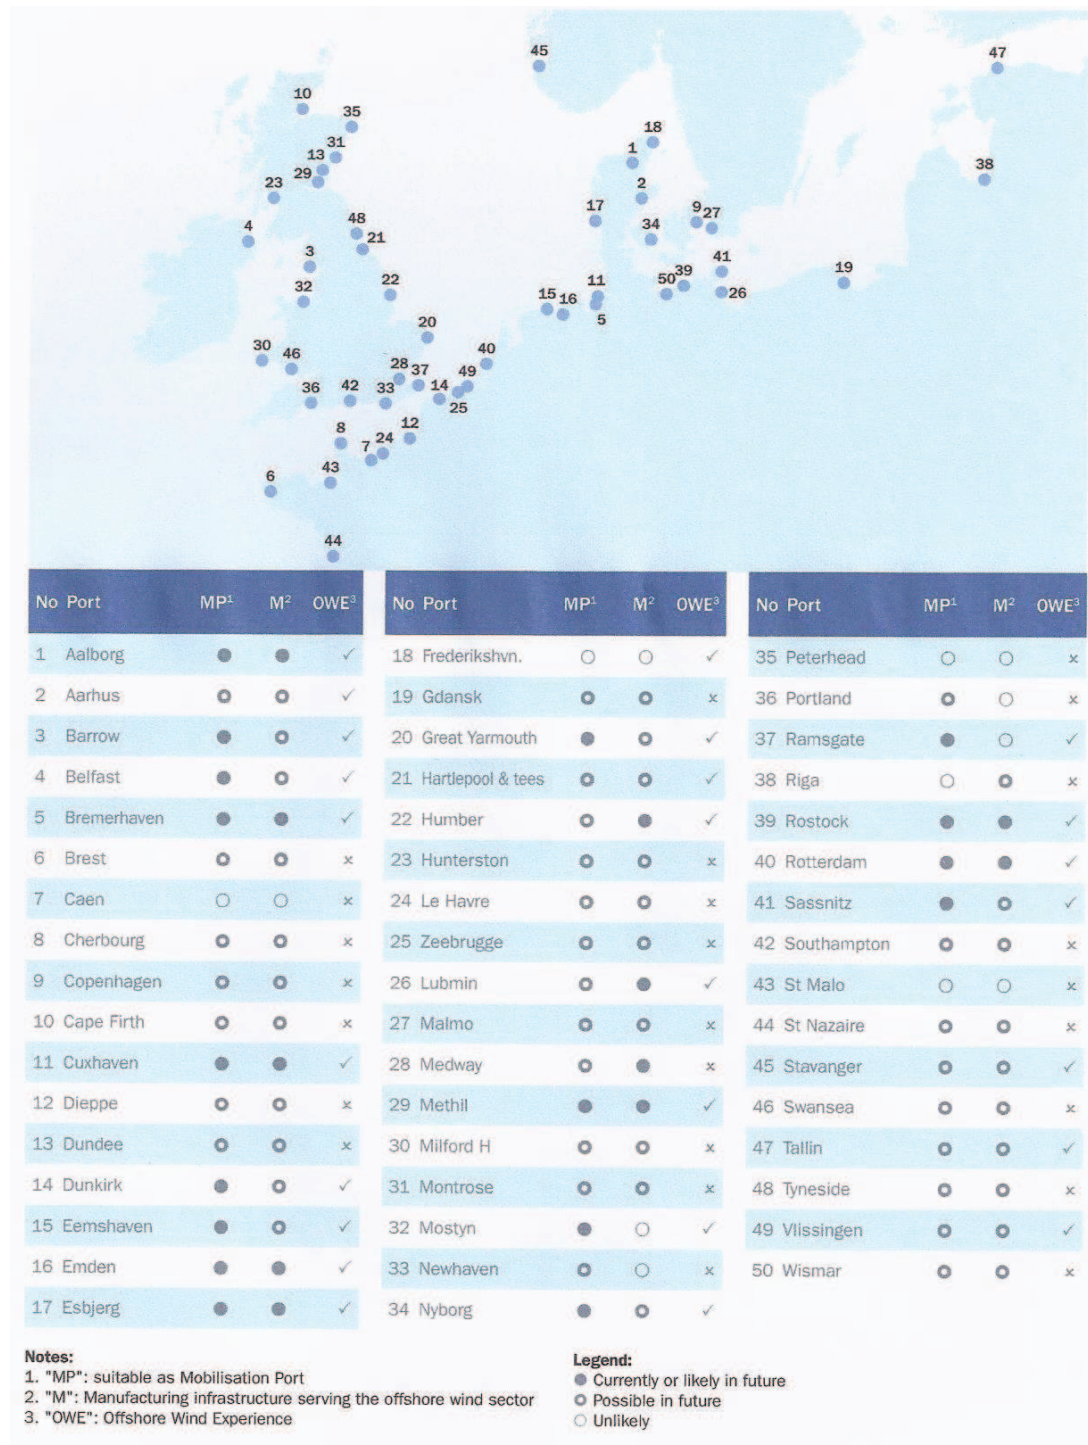 45
47
10
35
18
31
1
13
38
29
2
23
17
9
27
48
34
4
21
41
3
19
50
39
11
22
32
15
16
26
5
20
30
46
40
28
37
49
36
42
33
14
25
12
8
24
7
43
6
44
No Port MP1 M2 OWE3
1 Aalborg ✓
2 Aarhus ✓
3 Barrow ✓
4 Belfast ✓
5 Bremerhaven ✓
6 Brest ×
7 Caen ×
8 Cherbourg ×
9 Copenhagen ×
10 Cape Firth ×
11 Cuxhaven ✓
12 Dieppe ×
13 Dundee ×
14 Dunkirk ✓
15 Eemshaven ✓
16 Emden ✓
17 Esbjerg ✓
No Port MP1 M2 OWE3
18 Frederikshvn. ✓
19 Gdansk ×
20 Great Yarmouth ✓
21 Hartlepool & tees ✓
22 Humber ✓
23 Hunterston ×
24 Le Havre ×
25 Zeebrugge ×
26 Lubmin ✓
27 Malmo ×
28 Medway ×
29 Methil ✓
30 Milford H ×
31 Montrose ×
32 Mostyn ✓
33 Newhaven ×
34 Nyborg ✓
No Port MP1 M2 OWE3
35 Peterhead ×
36 Portland ×
37 Ramsgate ✓
38 Riga ×
39 Rostock ✓
40 Rotterdam ✓
41 Sassnitz ✓
42 Southampton ×
43 St Malo ×
44 St Nazaire ×
45 Stavanger ✓
46 Swansea ×
47 Tallin ✓
48 Tyneside ×
49 Vlissingen ✓
50 Wismar ×
Notes:
1. "MP": suitable as Mobilisation Port
2. "M": Manufacturing infrastructure serving the offshore wind sector
3. "OWE": Offshore Wind Experience
Legend:
Currently or likely in future
Possible in future
Unlikely